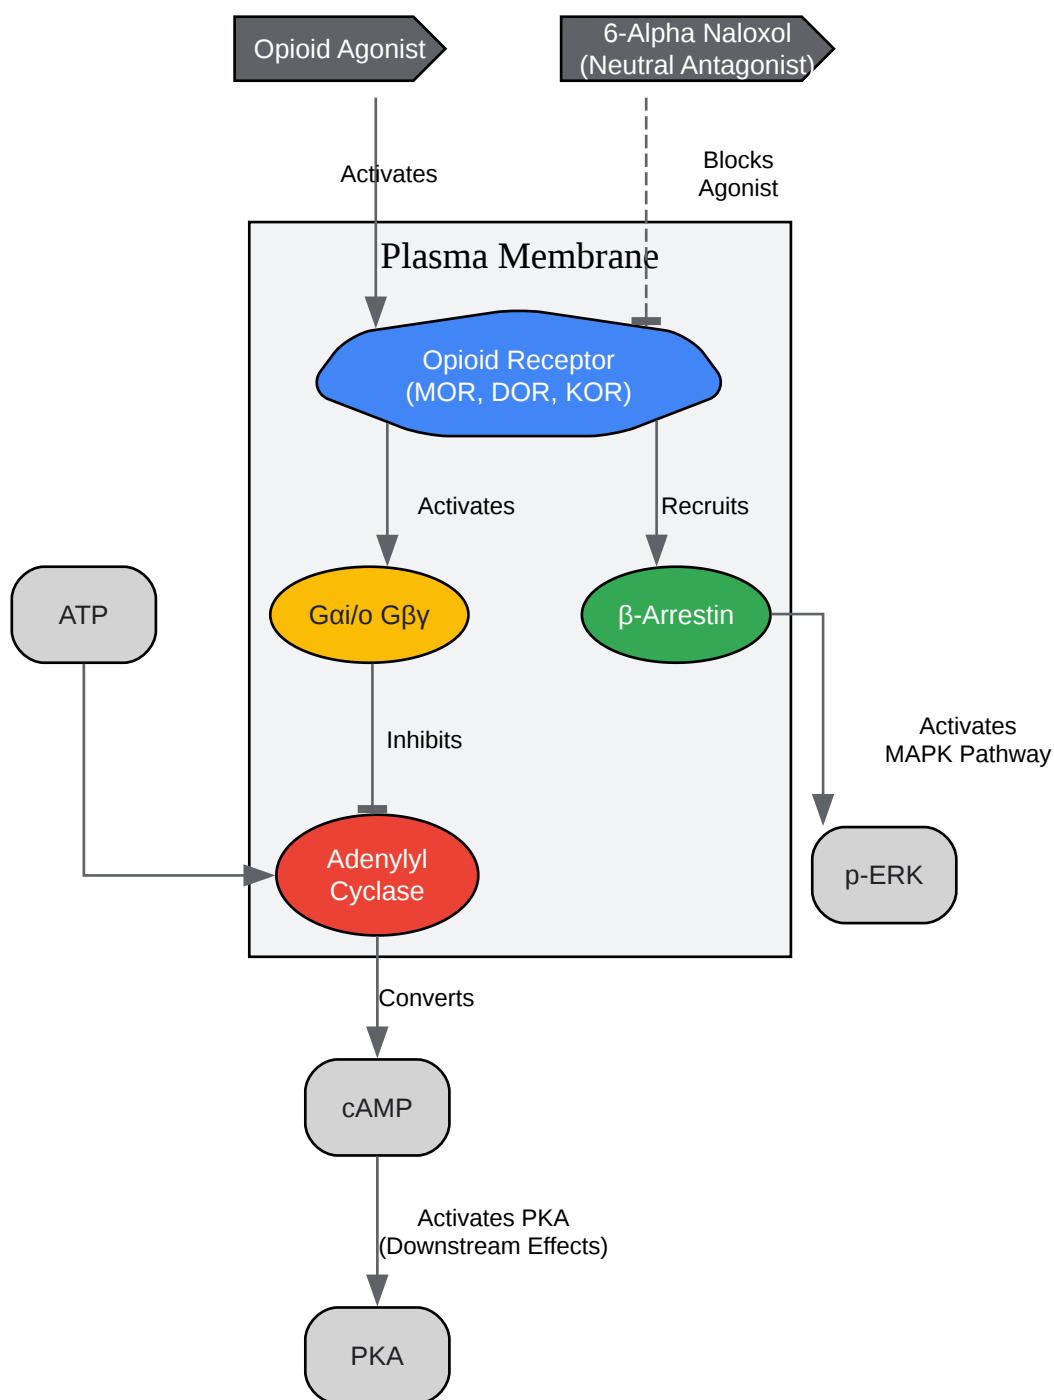 Opioid Agonist
6-Alpha Naloxol
(Neutral Antagonist)
Activates
Blocks
Agonist
Plasma Membrane
Opioid Receptor
(MOR, DOR, KOR)
Activates
Recruits
ATP
Gαi/o Gβγ
β-Arrestin
Inhibits
Activates
MAPK Pathway
Adenylyl
Cyclase
p-ERK
Converts
cAMP
Activates PKA
(Downstream Effects)
PKA